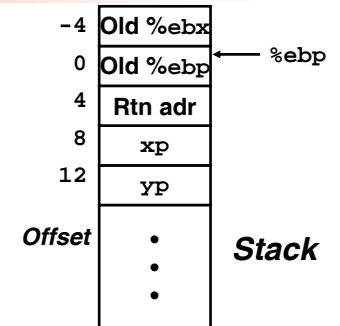 -4 Old %ebx
0 Old %ebp %ebp
4 Rtn adr
8 xp
12 yp
Offset Stack